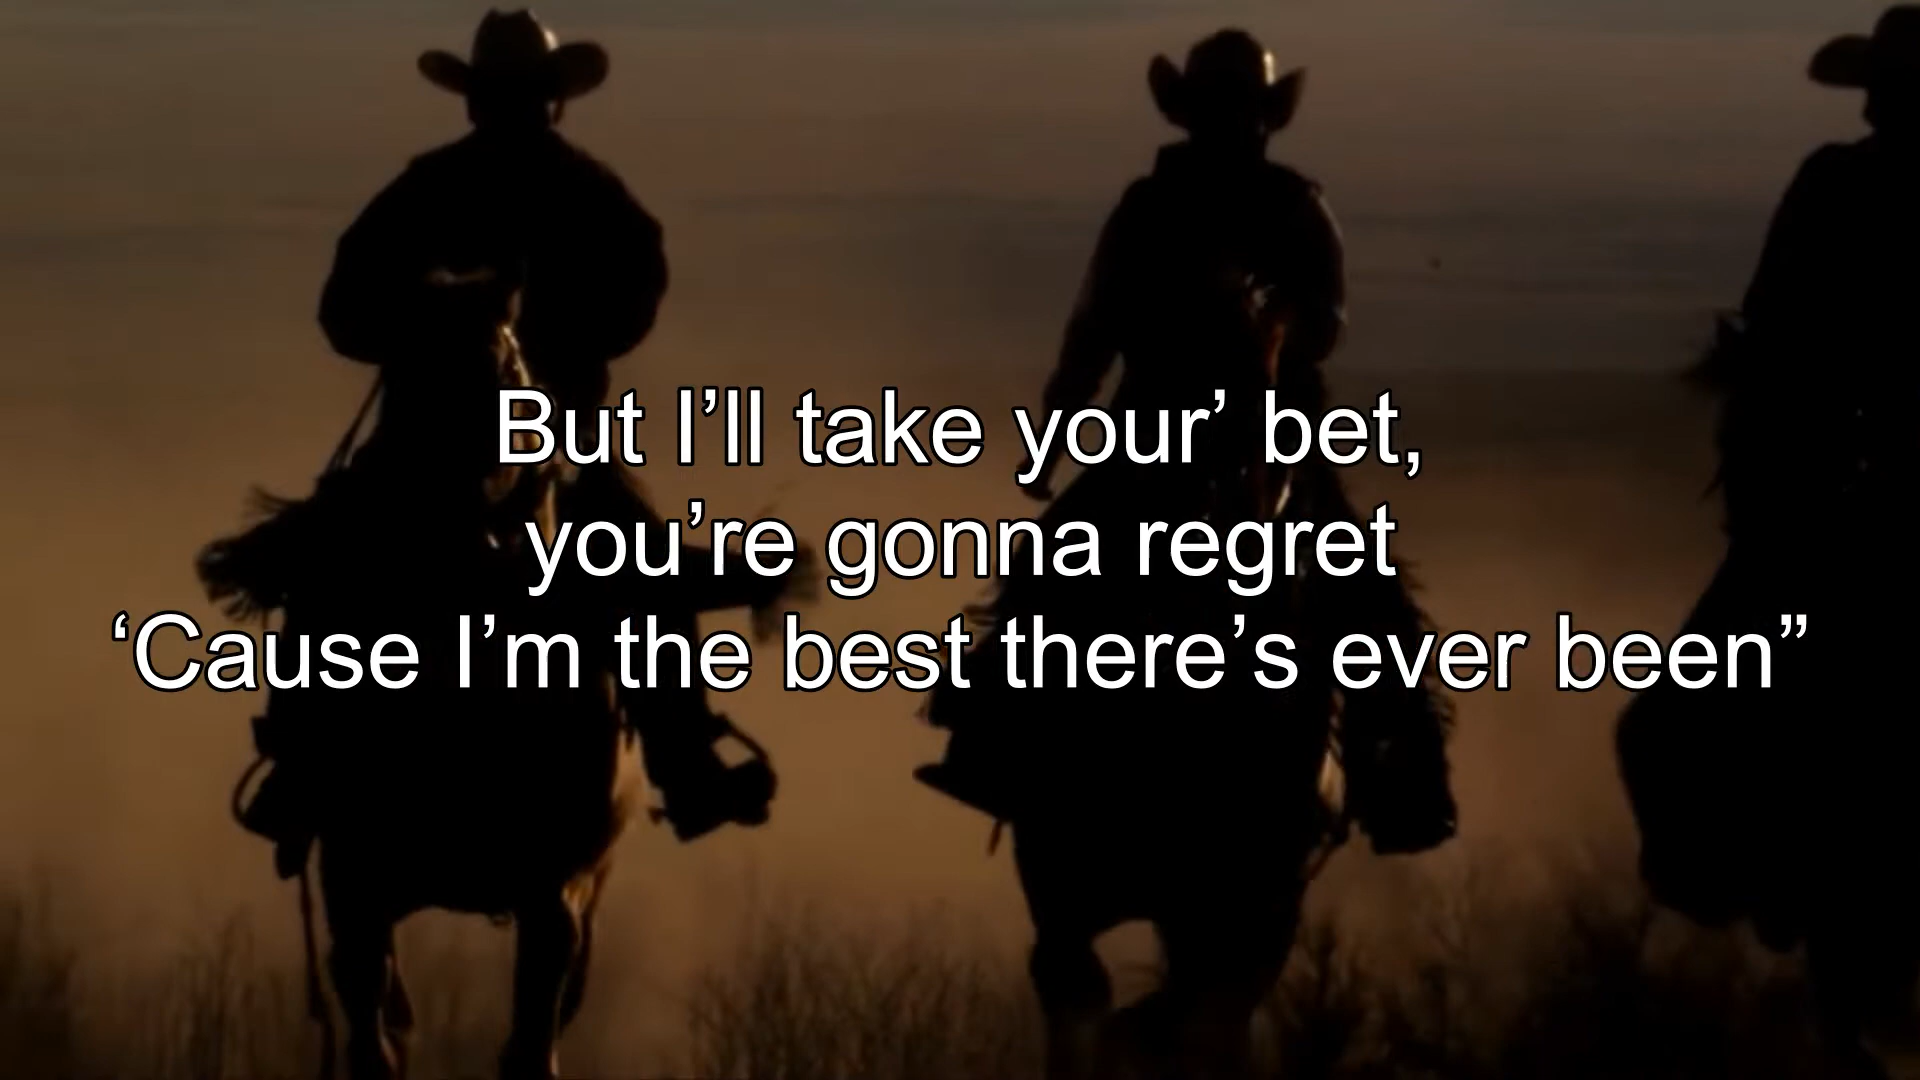 But I’ll take your’ bet,
you’re gonna regret
‘Cause I’m the best there’s ever been”